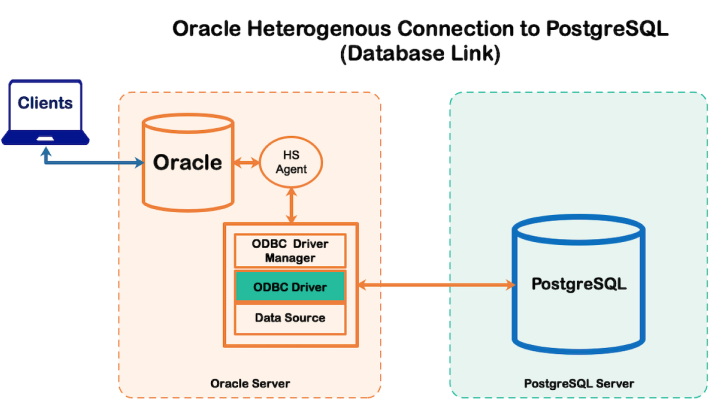 Oracle Heterogenous Connection to PostgreSQL
(Database Link)
Clients
Oracle
HS
Agent
ODBC Driver
Manager
ODBC Driver
Data Source
PostgreSQL
Oracle Server
PostgreSQL Server